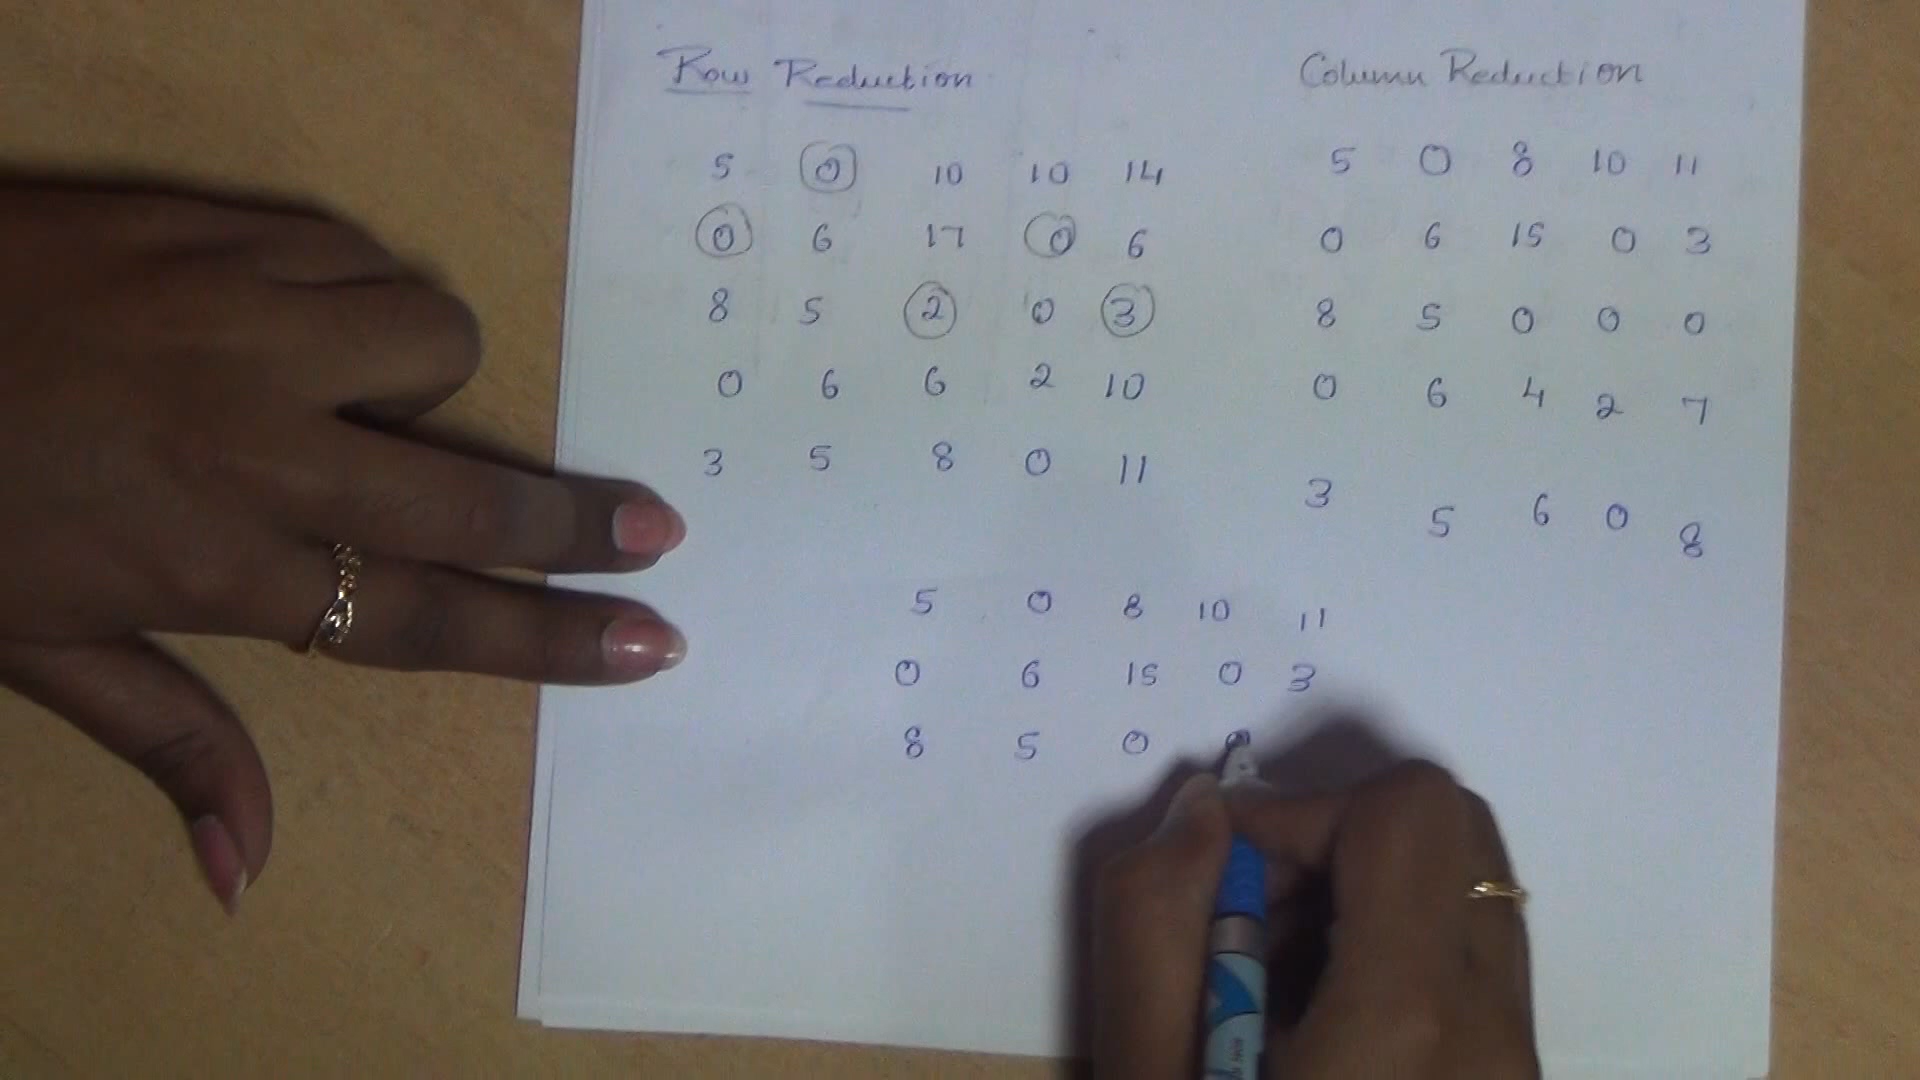 Row Reduction
5 0 10 10 14
0 6 17 0 6
8 5 2 0 3
0 6 6 2 10
3 5 8 0 11
Column Reduction
5 0 8 10 11
0 6 15 0 3
8 5 0 0 0
0 6 4 2 7
3 5 6 0 8
5 0 8 10 11
0 6 15 0 3
8 5 0 0